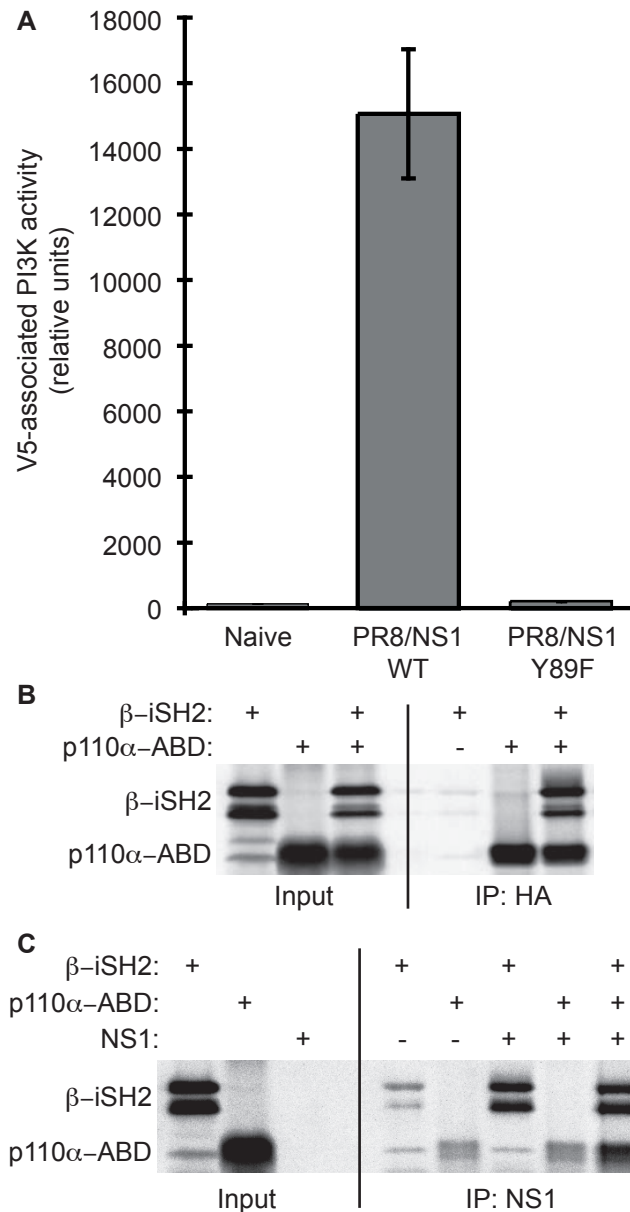 A
V5-associated PI3K activity
(relative units)
18000
16000
14000
12000
10000
8000
6000
4000
2000
0
Naive
PR8/NS1
WT
PR8/NS1
Y89F
B
β–iSH2: + + + +
p110α–ABD: + + - + +
β–iSH2
p110α–ABD
Input
IP: HA
C
β–iSH2: + + + +
p110α–ABD: + + + +
NS1: + - - + + +
β–iSH2
p110α–ABD
Input
IP: NS1